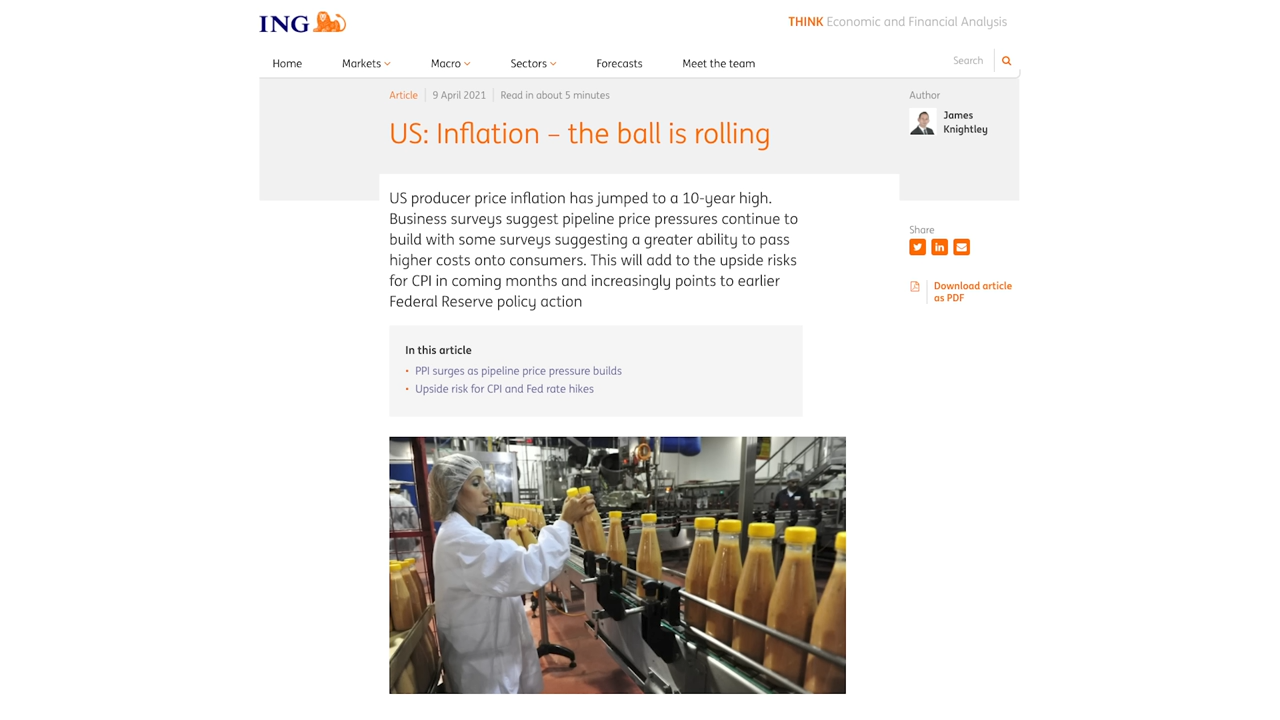 ING
THINK Economic and Financial Analysis
Home
Markets
Macro
Sectors
Forecasts
Meet the team
Search
Article
9 April 2021
Read in about 5 minutes
US: Inflation – the ball is rolling
Author
James
Knightley
US producer price inflation has jumped to a 10-year high.
Business surveys suggest pipeline price pressures continue to
build with some surveys suggesting a greater ability to pass
higher costs onto consumers. This will add to the upside risks
for CPI in coming months and increasingly points to earlier
Federal Reserve policy action
Share
Download article
as PDF
In this article
PPI surges as pipeline price pressure builds
Upside risk for CPI and Fed rate hikes